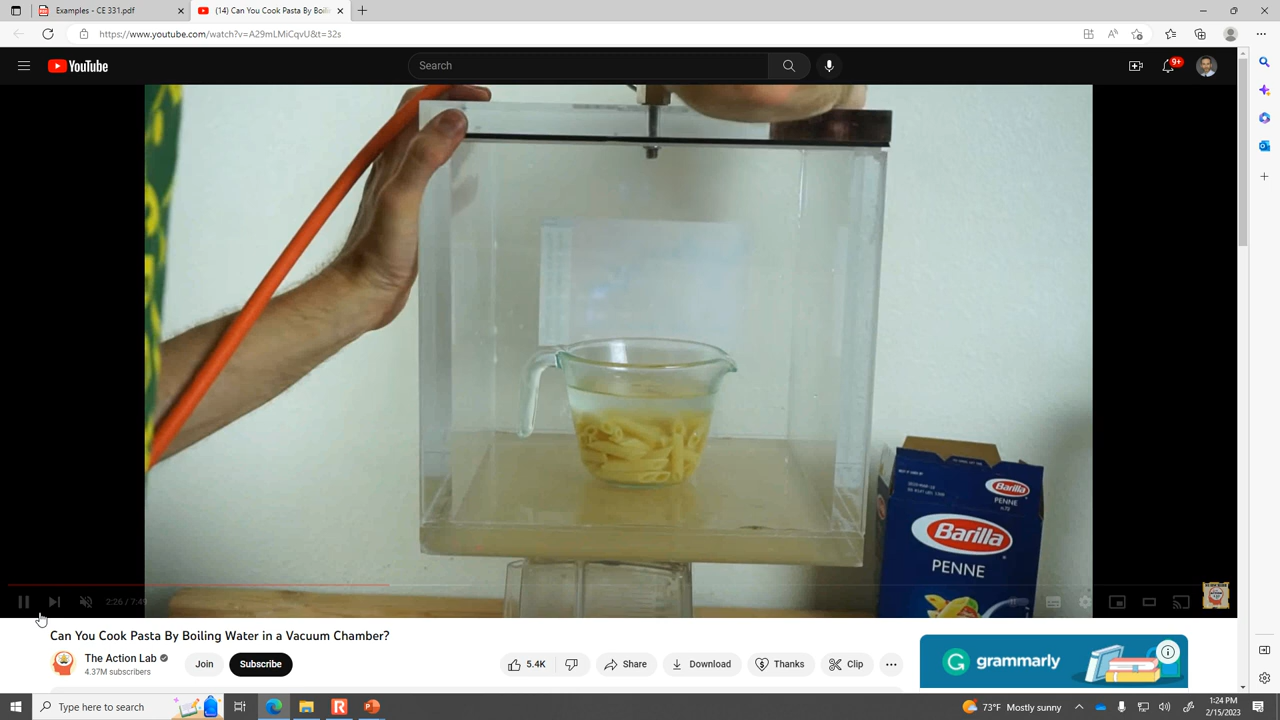 Examples - CE 331.pdf
(14) Can You Cook Pasta By Boili
https://www.youtube.com/watch?v=A29mLMiCqvU&t=32s
YouTube
Search
9+
Barilla
PENNE
n.72
Barilla
PENNE
2:26 / 7:49
Can You Cook Pasta By Boiling Water in a Vacuum Chamber?
The Action Lab
4.37M subscribers
Join
Subscribe
5.4K
Share
Download
Thanks
Clip
grammarly
Type here to search
73°F Mostly sunny
1:24 PM
2/15/2023